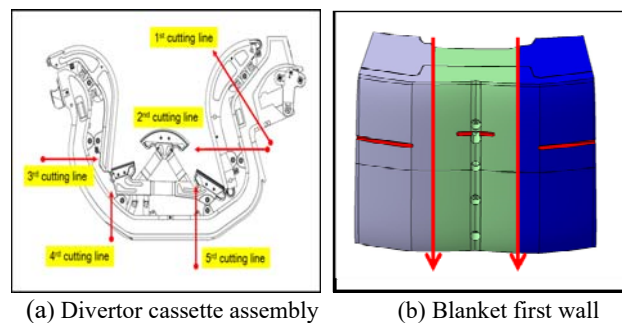 1st cutting line
2nd cutting line
3rd cutting line
4th cutting line
5th cutting line
(a) Divertor cassette assembly
(b) Blanket first wall